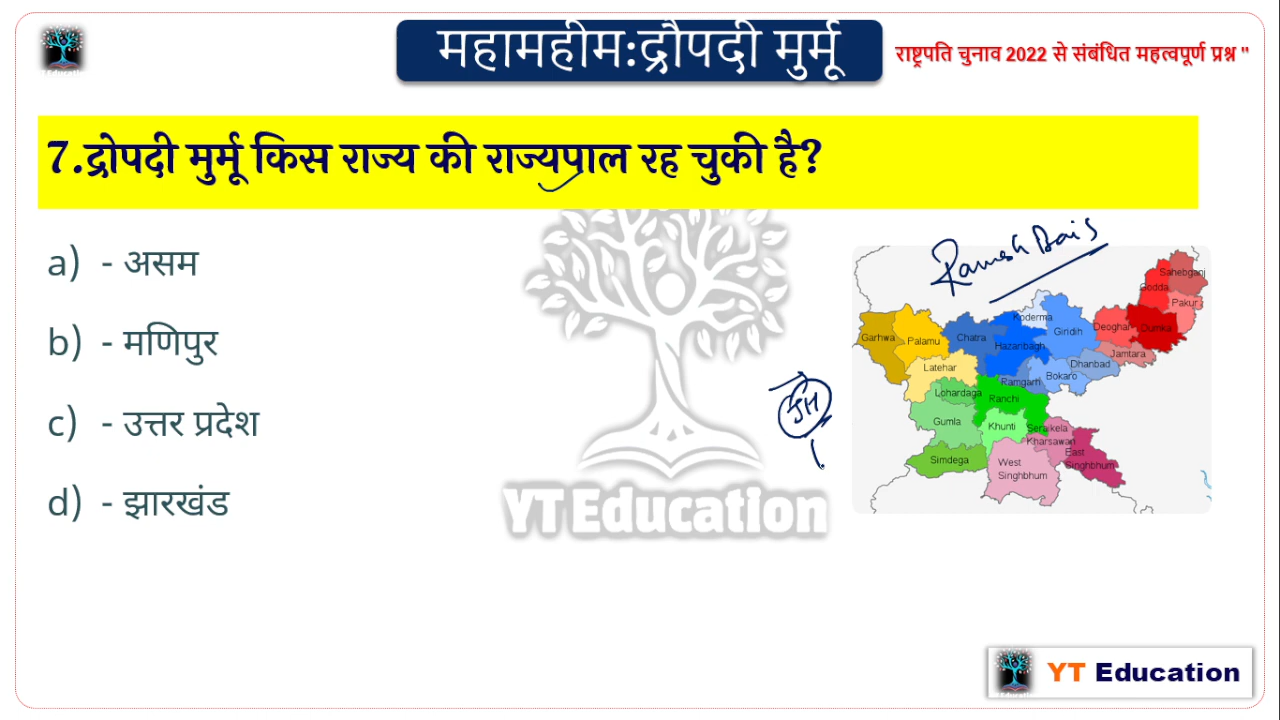 महामहीम:द्रौपदी मुर्मू
राष्ट्रपति चुनाव 2022 से संबंधित महत्वपूर्ण प्रश्न "
Education
7.द्रोपदी मुर्मू किस राज्य की राज्यपाल रह चुकी है?
a) - असम
b) - मणिपुर
c) - उत्तर प्रदेश
d) - झारखंड
Ramesh Bais
JH
Sahebganj
Godda
Pakur
Koderma
Garhwa
Palamu
Chatra
Hazaribagh
Giridih
Deoghar
Dumka
Jamtara
Latehar
Dhanbad
Bokaro
Ramgarh
Lohardaga
Ranchi
Gumla
Khunti
Seraikela
Kharsawan
East
Singhbhum
Simdega
West
Singhbhum
YT Education
YT Education